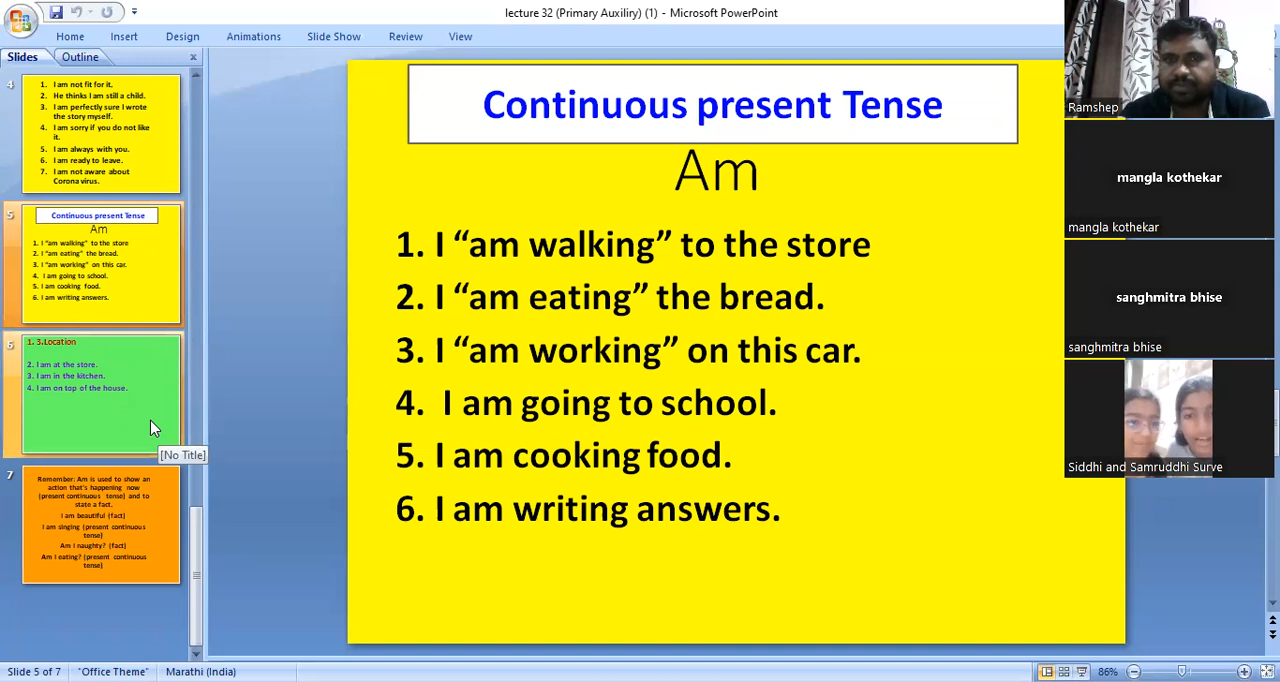 lecture 32 (Primary Auxiliry) (1) - Microsoft PowerPoint
Home Insert Design Animations Slide Show Review View
Slides Outline
4
1. I am not fit for it.
2. He thinks I am still a child.
3. I am perfectly sure I wrote
the story myself.
4. I am sorry if you do not like
it.
5. I am always with you.
6. I am ready to leave.
7. I am not aware about
Corona virus.
5
Continuous present Tense
Am
1. I “am walking” to the store
2. I “am eating” the bread.
3. I “am working” on this car.
4. I am going to school.
5. I am cooking food.
6. I am writing answers.
6
1. 3.Location
2. I am at the store.
3. I am in the kitchen.
4. I am on top of the house.
[No Title]
7
Remember: Am is used to show an
action that's happening now
(present continuous tense) and to
state a fact.
I am beautiful (fact)
I am singing (present continuous
tense)
Am I naughty? (fact)
Am I eating? (present continuous
tense)
Continuous present Tense
Am
1. I “am walking” to the store
2. I “am eating” the bread.
3. I “am working” on this car.
4. I am going to school.
5. I am cooking food.
6. I am writing answers.
Ramshep
mangla kothekar
mangla kothekar
sanghmitra bhise
sanghmitra bhise
Siddhi and Samruddhi Surve
Slide 5 of 7 "Office Theme" Marathi (India) 86%